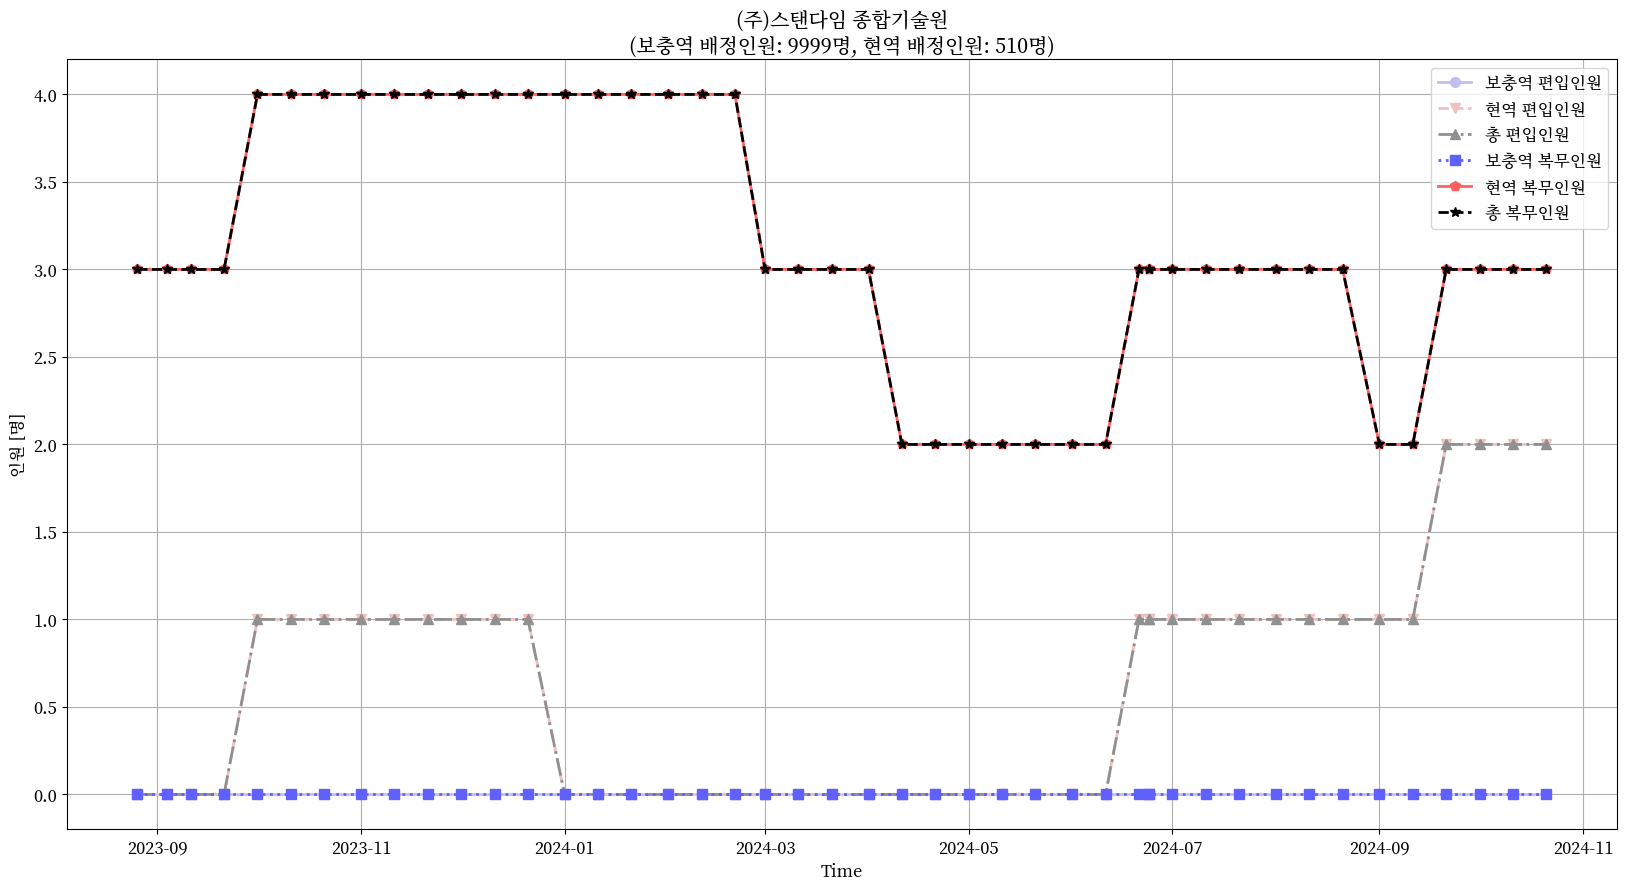 (주)스탠다임 종합기술원
(보충역 배정인원: 9999명, 현역 배정인원: 510명)
보충역 편입인원
현역 편입인원
총 편입인원
보충역 복무인원
현역 복무인원
총 복무인원
인원 [명]
4.0
3.5
3.0
2.5
2.0
1.5
1.0
0.5
0.0
2023-09
2023-11
2024-01
2024-03
2024-05
2024-07
2024-09
2024-11
Time